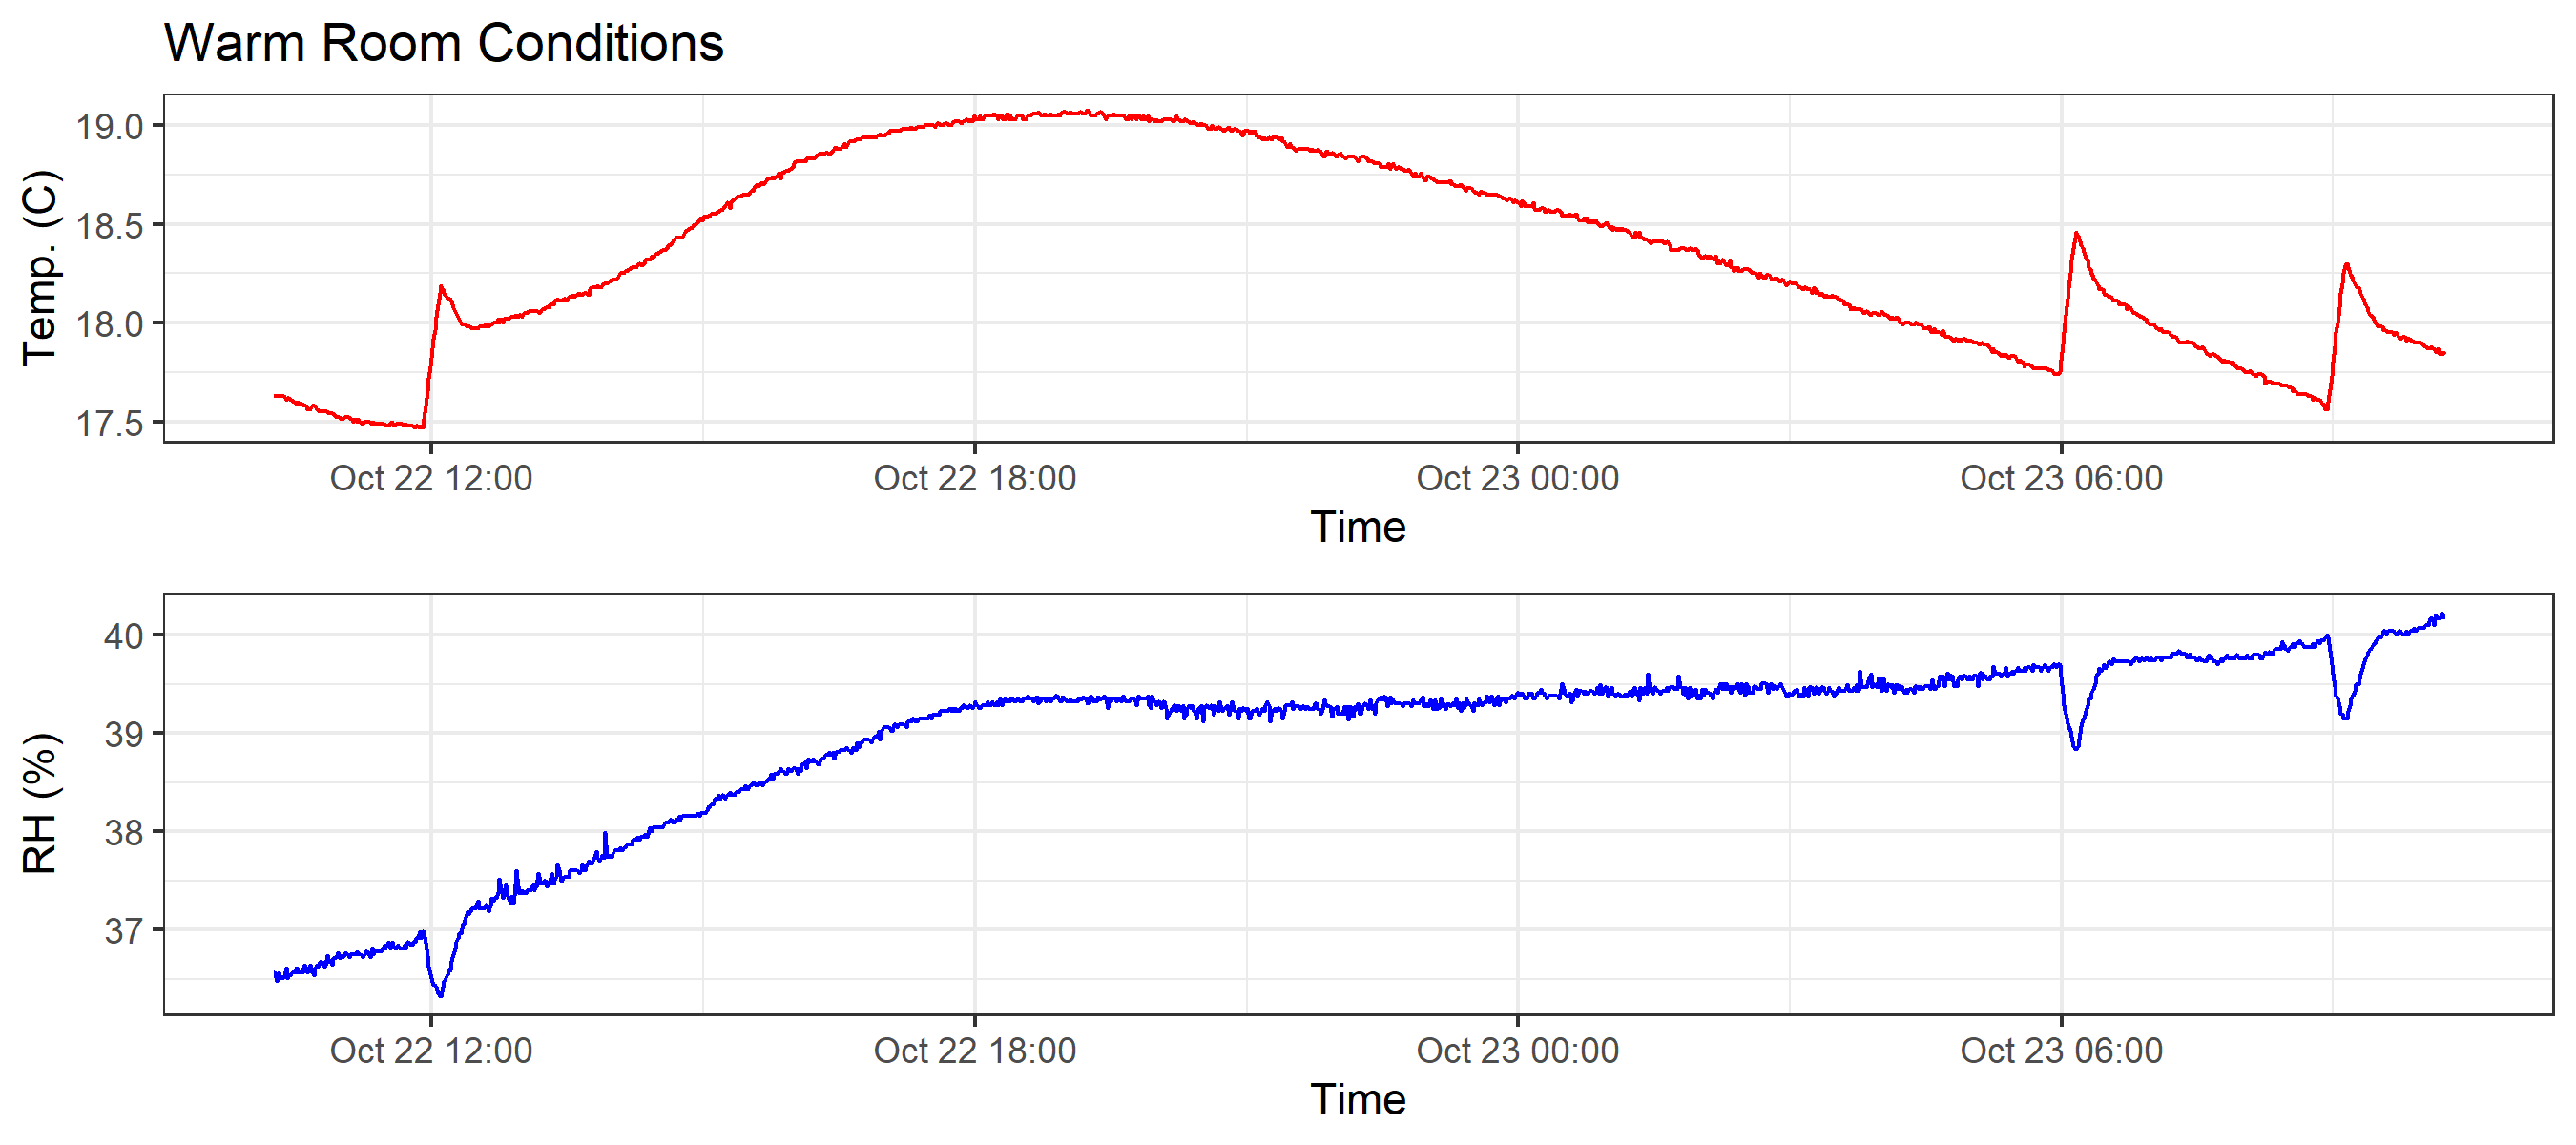 Warm Room Conditions
Temp. (C)
19.0
18.5
18.0
17.5
Oct 22 12:00 Oct 22 18:00 Oct 23 00:00 Oct 23 06:00
Time
RH (%)
40
39
38
37
Oct 22 12:00 Oct 22 18:00 Oct 23 00:00 Oct 23 06:00
Time